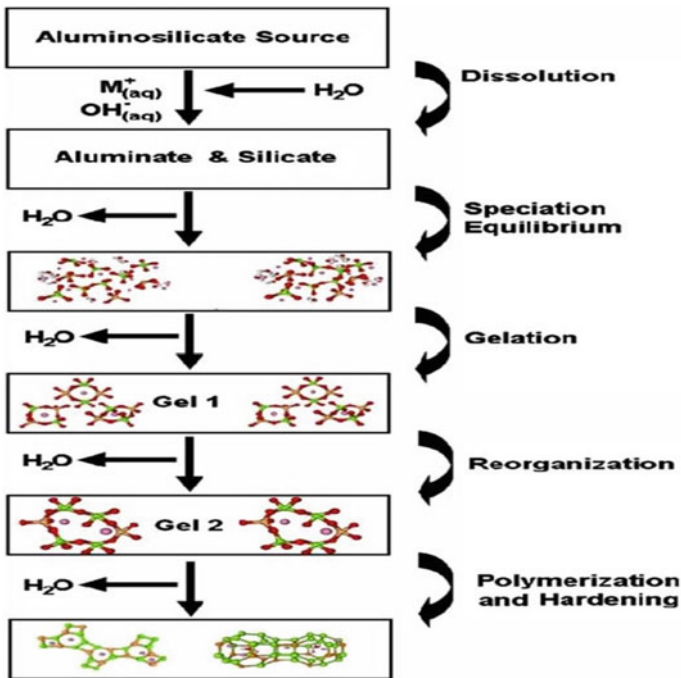 Aluminosilicate Source
Dissolution
M⁺(aq)
H₂O
OH⁻(aq)
Aluminate & Silicate
H₂O
Speciation
Equilibrium
H₂O
Gelation
Gel 1
H₂O
Reorganization
Gel 2
H₂O
Polymerization
and Hardening